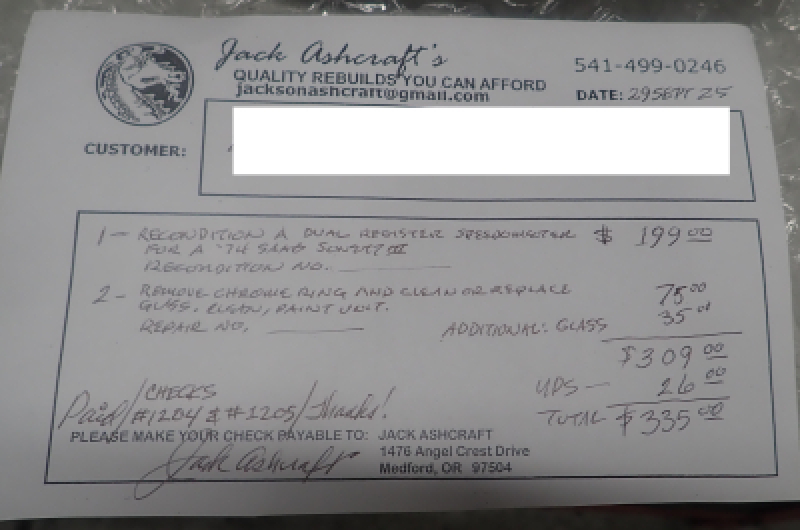 Jack Ashcraft's
QUALITY REBUILDS YOU CAN AFFORD
jacksonashcraft@gmail.com
541-499-0246
DATE: 29 SEPT 25
CUSTOMER:
1 - RECONDITION A DUAL REGISTER SPEEDOMETER $ 199.00
FOR A '74 SAAB SONETT III
RECONDITION NO.
2 - REMOVE CHROME RING AND CLEAN OR REPLACE 75.00
GLASS. CLEAN, PAINT UNIT.
REPAIR NO. ADDITIONAL: GLASS 35.00
$309.00
UPS - 26.00
TOTAL $335.00
Paid/CHECKS #1204 & #1205/Thanks!
PLEASE MAKE YOUR CHECK PAYABLE TO: JACK ASHCRAFT
1476 Angel Crest Drive
Medford, OR 97504
Jack Ashcraft